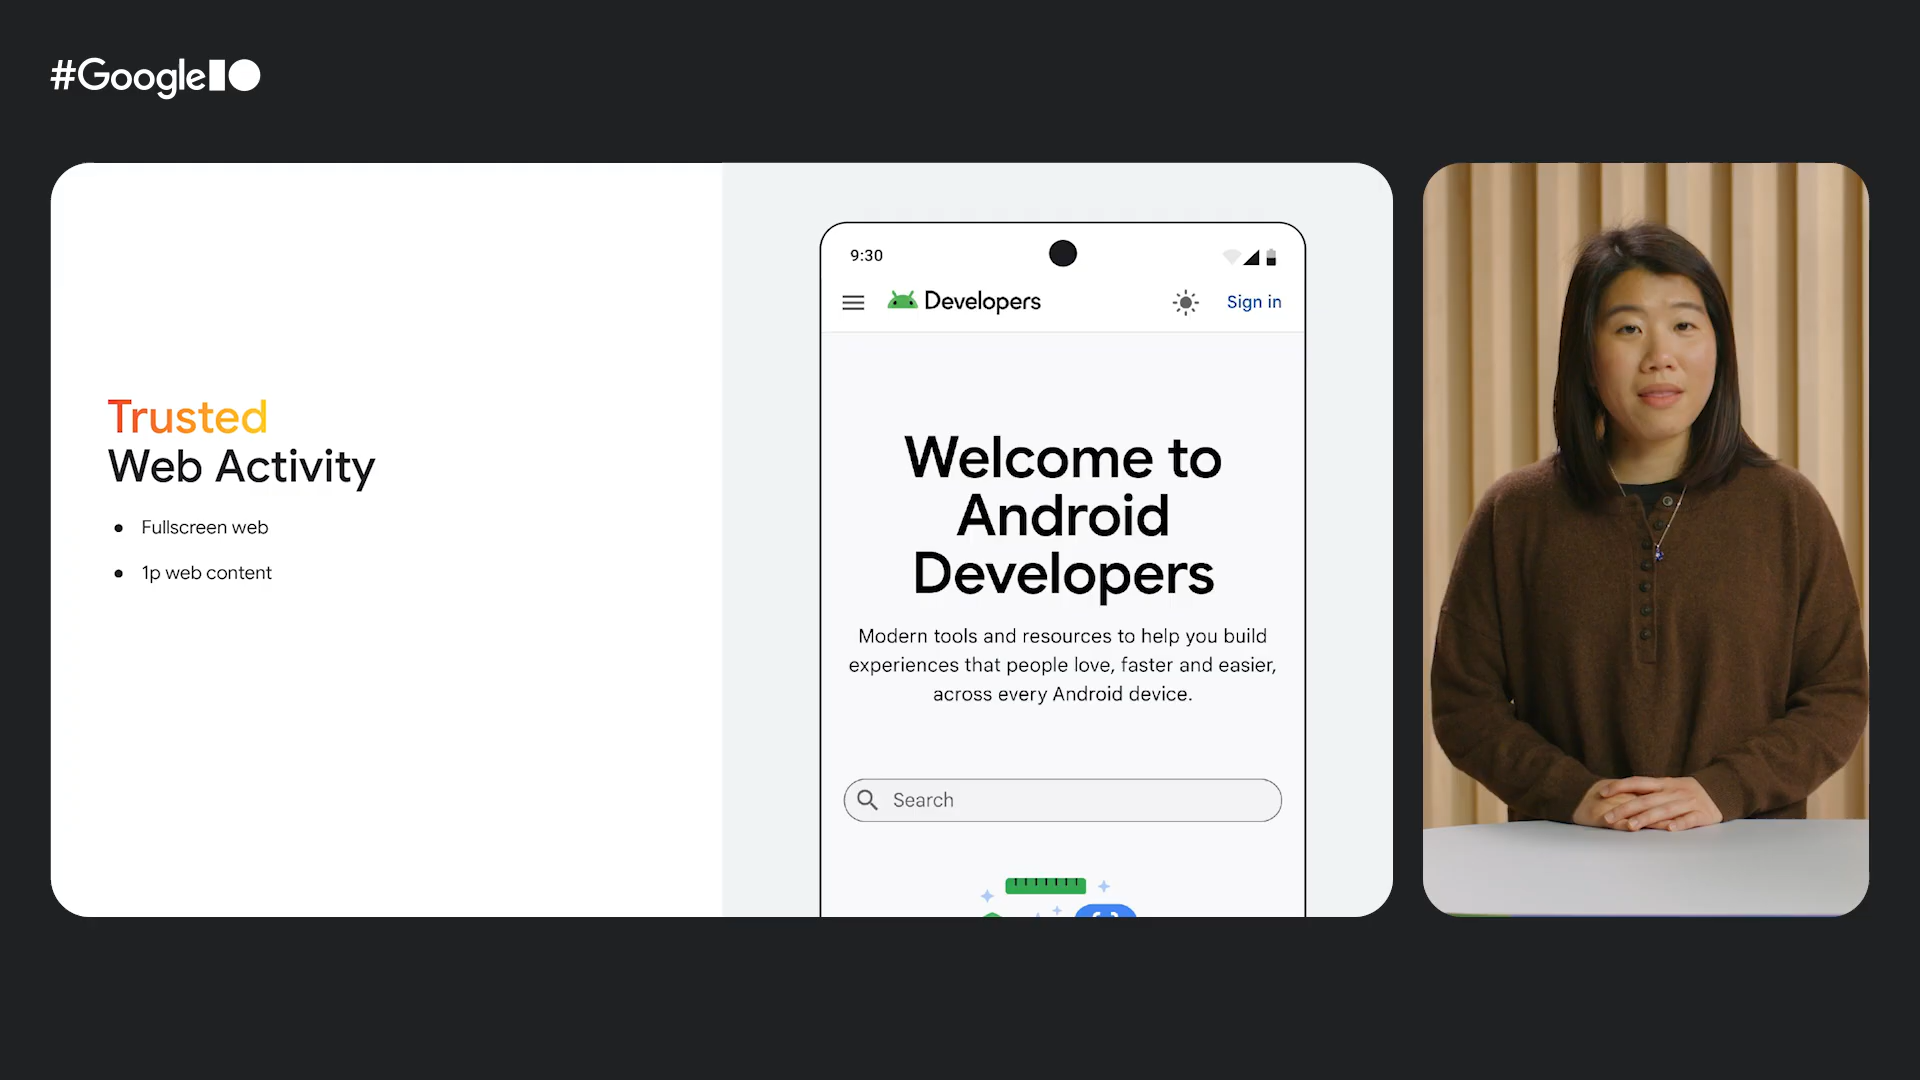 #GoogleIO
Trusted
Web Activity
• Fullscreen web
• 1p web content
9:30
Developers
Sign in
Welcome to
Android
Developers
Modern tools and resources to help you build
experiences that people love, faster and easier,
across every Android device.
Search